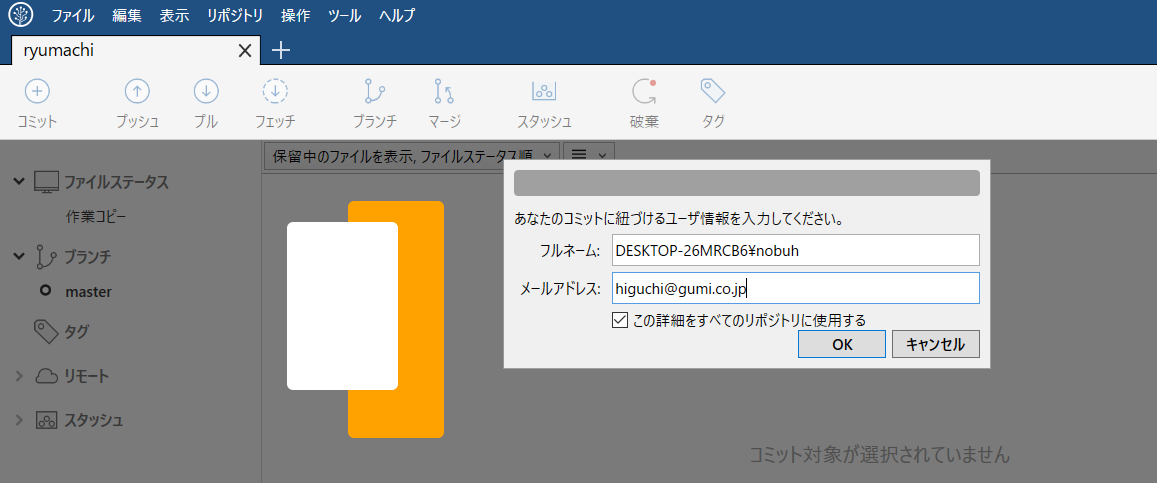 ファイル 編集 表示 リポジトリ 操作 ツール ヘルプ
ryumachi
コミット プッシュ プル フェッチ ブランチ マージ スタッシュ 破棄 タグ
保留中のファイルを表示, ファイルステータス順
ファイルステータス
作業コピー
ブランチ
master
タグ
リモート
スタッシュ
あなたのコミットに紐づけるユーザ情報を入力してください。
フルネーム: DESKTOP-26MRCB6¥nobuh
メールアドレス: higuchi@gumi.co.jp
この詳細をすべてのリポジトリに使用する
OK キャンセル
コミット対象が選択されていません